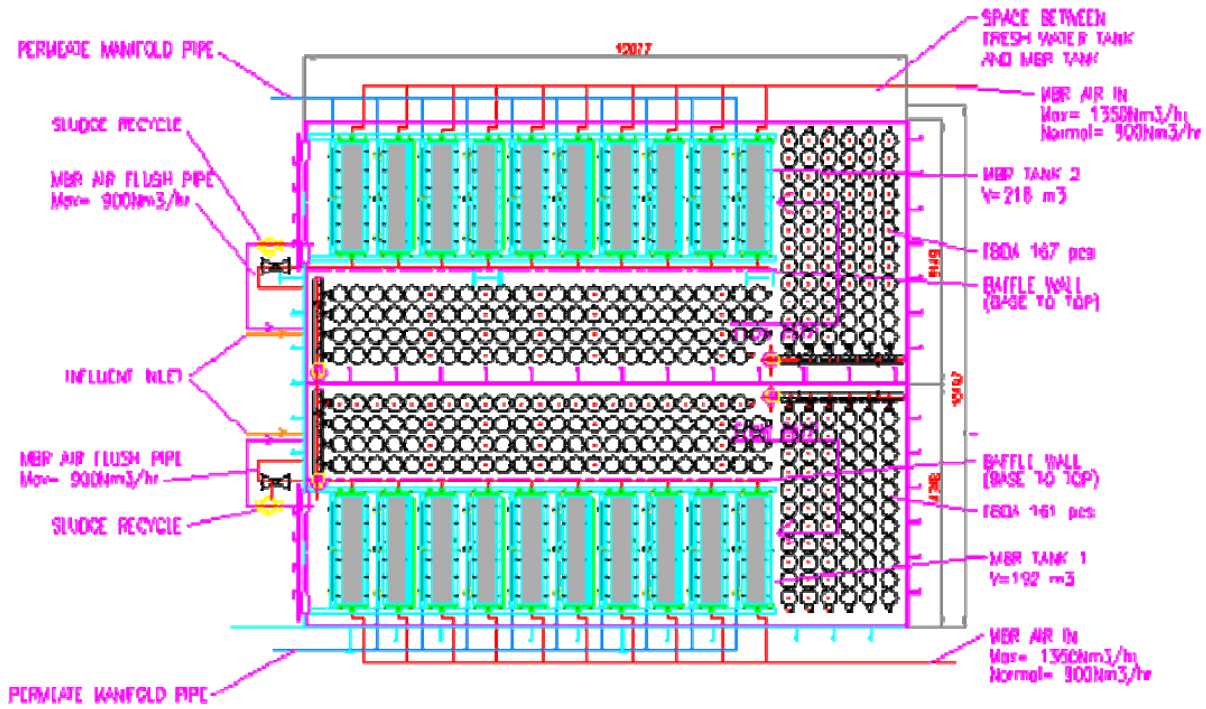 SPACE BETWEEN
FRESH WATER TANK
AND MBR TANK
PERMEATE MANIFOLD PIPE
MBR AIR IN
Max= 1350Nm3/hr
Normal= 900Nm3/hr
SLUDGE RECYCLE
MBR AIR FLUSH PIPE
Max= 900Nm3/hr
MBR TANK 2
V=218 m3
FBDA 167 pcs
BAFFLE WALL
(BASE TO TOP)
INFLUENT INLET
MBR AIR FLUSH PIPE
Max= 900Nm3/hr
BAFFLE WALL
(BASE TO TOP)
FBDA 161 pcs
SLUDGE RECYCLE
MBR TANK 1
V=192 m3
MBR AIR IN
Max= 1350Nm3/hr
Normal= 900Nm3/hr
PERMEATE MANIFOLD PIPE